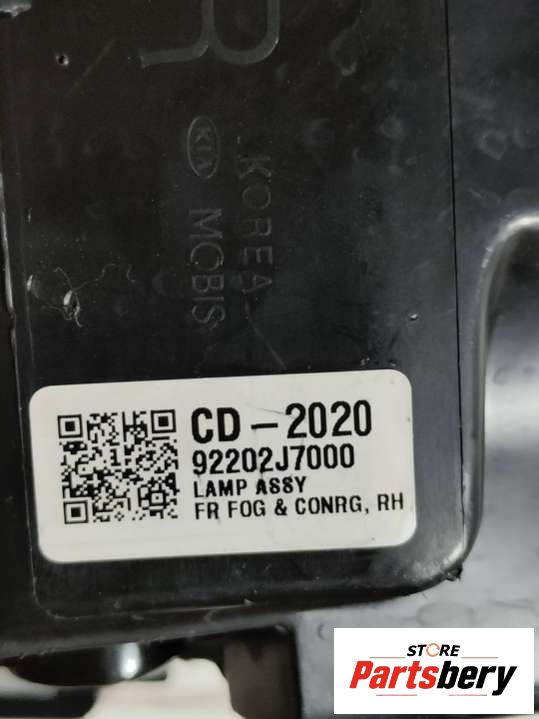 R
KOREA
KIA MOBIS
CD-2020
92202J7000
LAMP ASSY
FR FOG & CONRG, RH
STORE
Partsbery